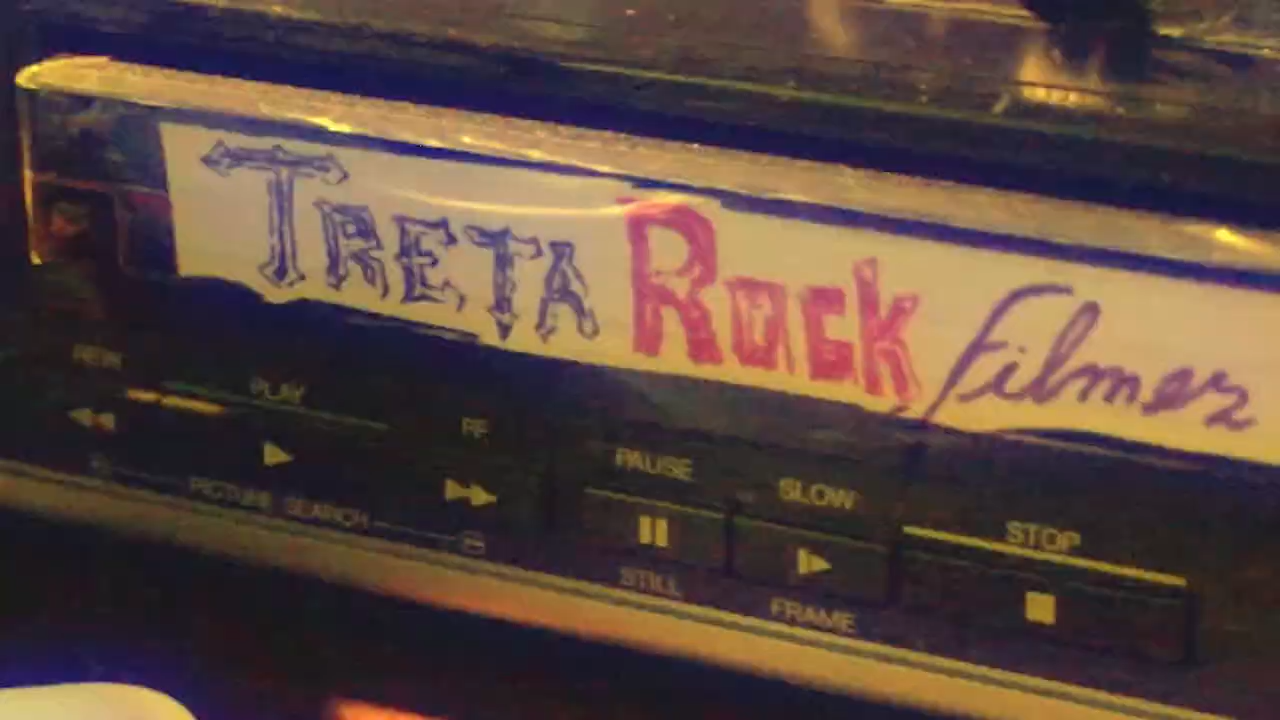 TRETA Rock Filmes
REW PLAY FF PAUSE SLOW STOP
PICTURE SEARCH STILL FRAME